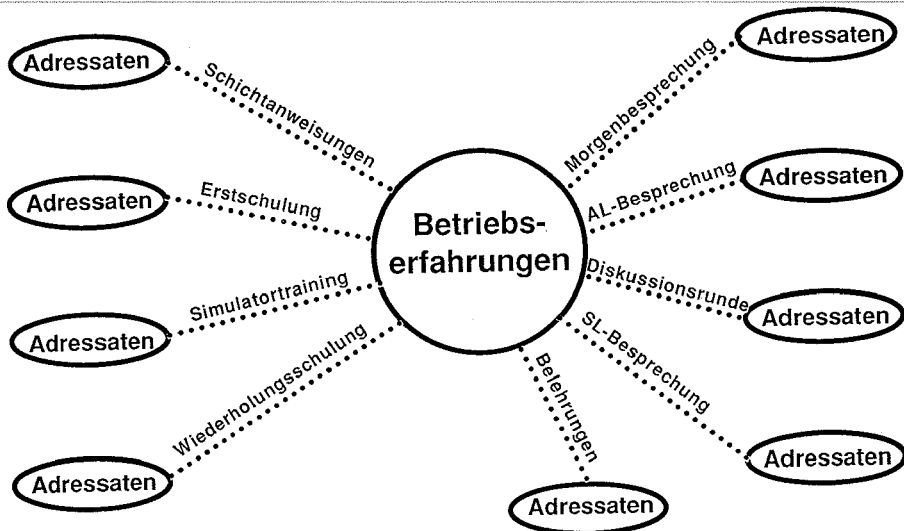 Adressaten
Schichtanweisungen
Adressaten
Erstschulung
Adressaten
Simulatortraining
Adressaten
Wiederholungsschulung
Betriebs-
erfahrungen
Adressaten
Morgenbesprechung
Adressaten
AL-Besprechung
Adressaten
Diskussionsrunde
Adressaten
SL-Besprechung
Adressaten
Belehrungen